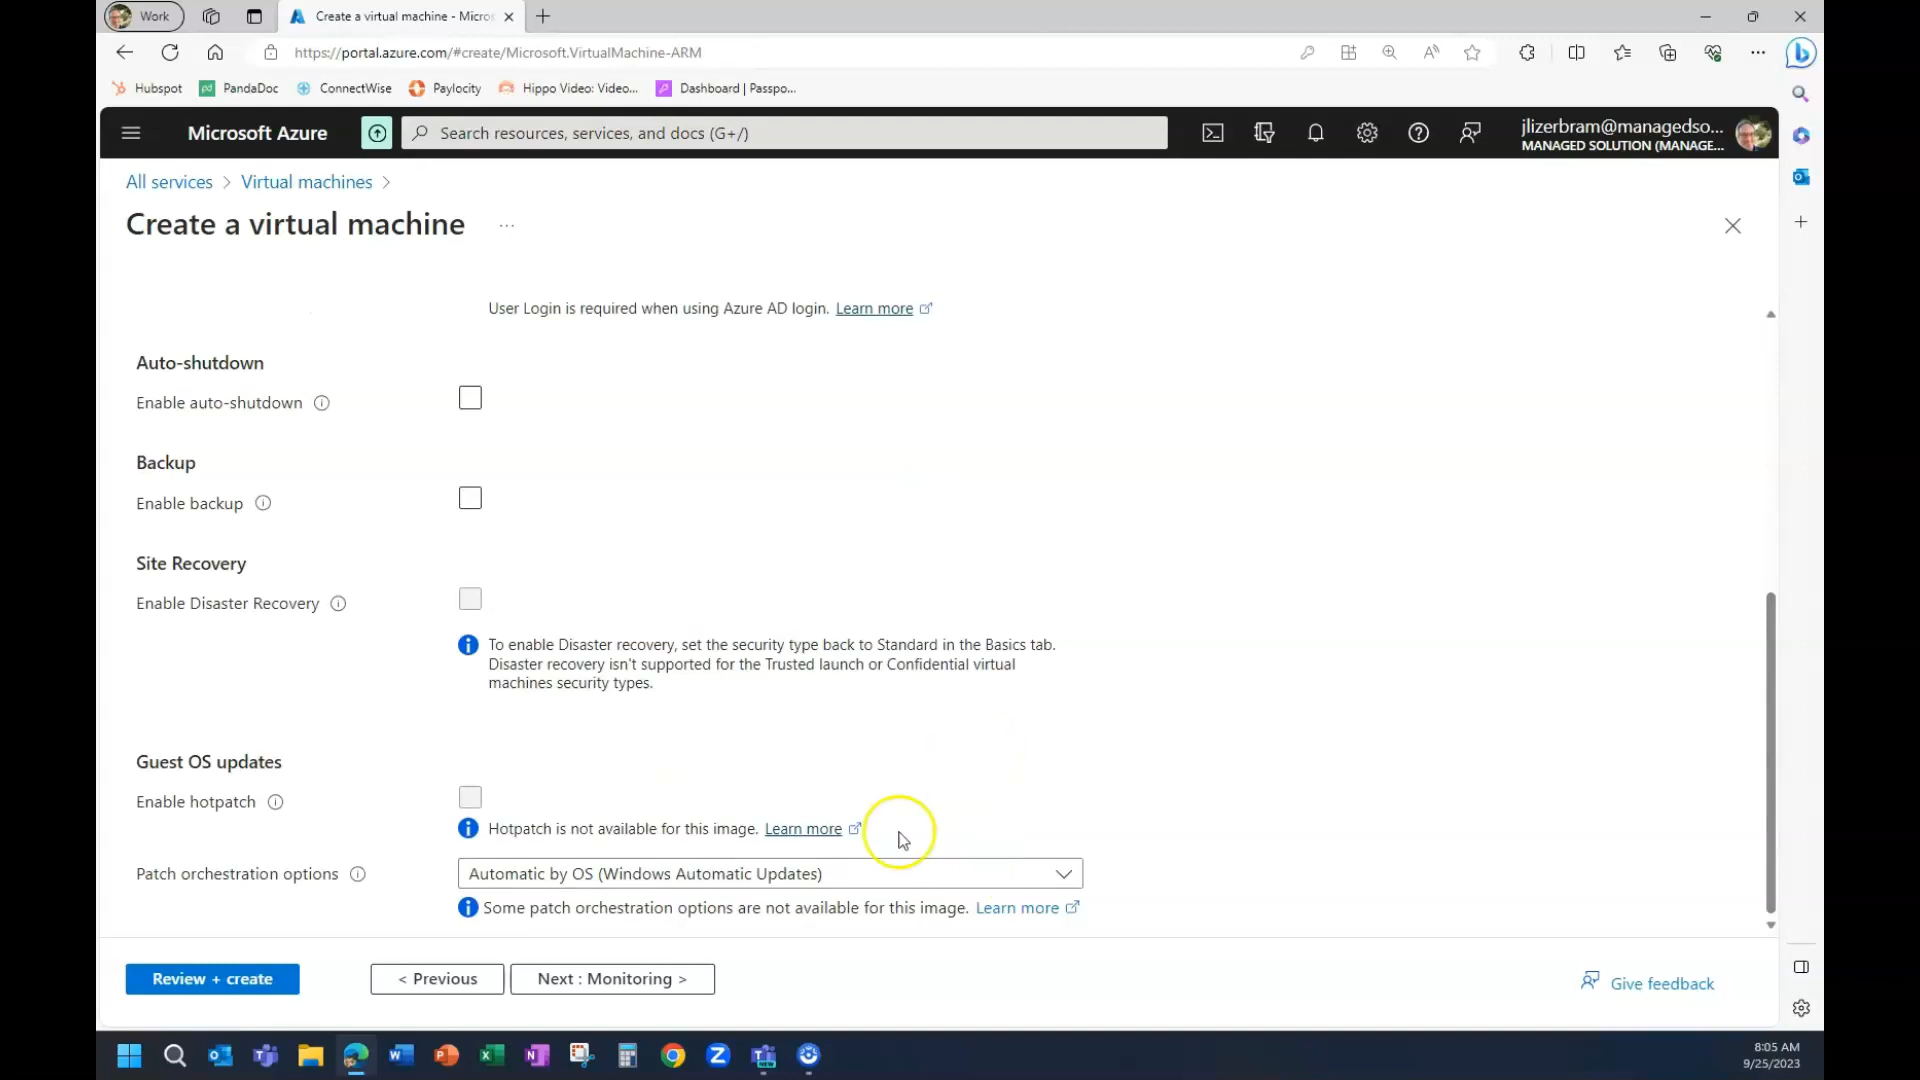 Work
Create a virtual machine - Micros
https://portal.azure.com/#create/Microsoft.VirtualMachine-ARM
Hubspot
PandaDoc
ConnectWise
Paylocity
Hippo Video: Video...
Dashboard | Passpo...
Microsoft Azure
Search resources, services, and docs (G+/)
jlizerbram@managedso...
MANAGED SOLUTION (MANAGE...
All services > Virtual machines >
Create a virtual machine ...
User Login is required when using Azure AD login. Learn more
Auto-shutdown
Enable auto-shutdown
Backup
Enable backup
Site Recovery
Enable Disaster Recovery
To enable Disaster recovery, set the security type back to Standard in the Basics tab.
Disaster recovery isn't supported for the Trusted launch or Confidential virtual
machines security types.
Guest OS updates
Enable hotpatch
Hotpatch is not available for this image. Learn more
Patch orchestration options
Automatic by OS (Windows Automatic Updates)
Some patch orchestration options are not available for this image. Learn more
Review + create
< Previous
Next : Monitoring >
Give feedback
8:05 AM
9/25/2023